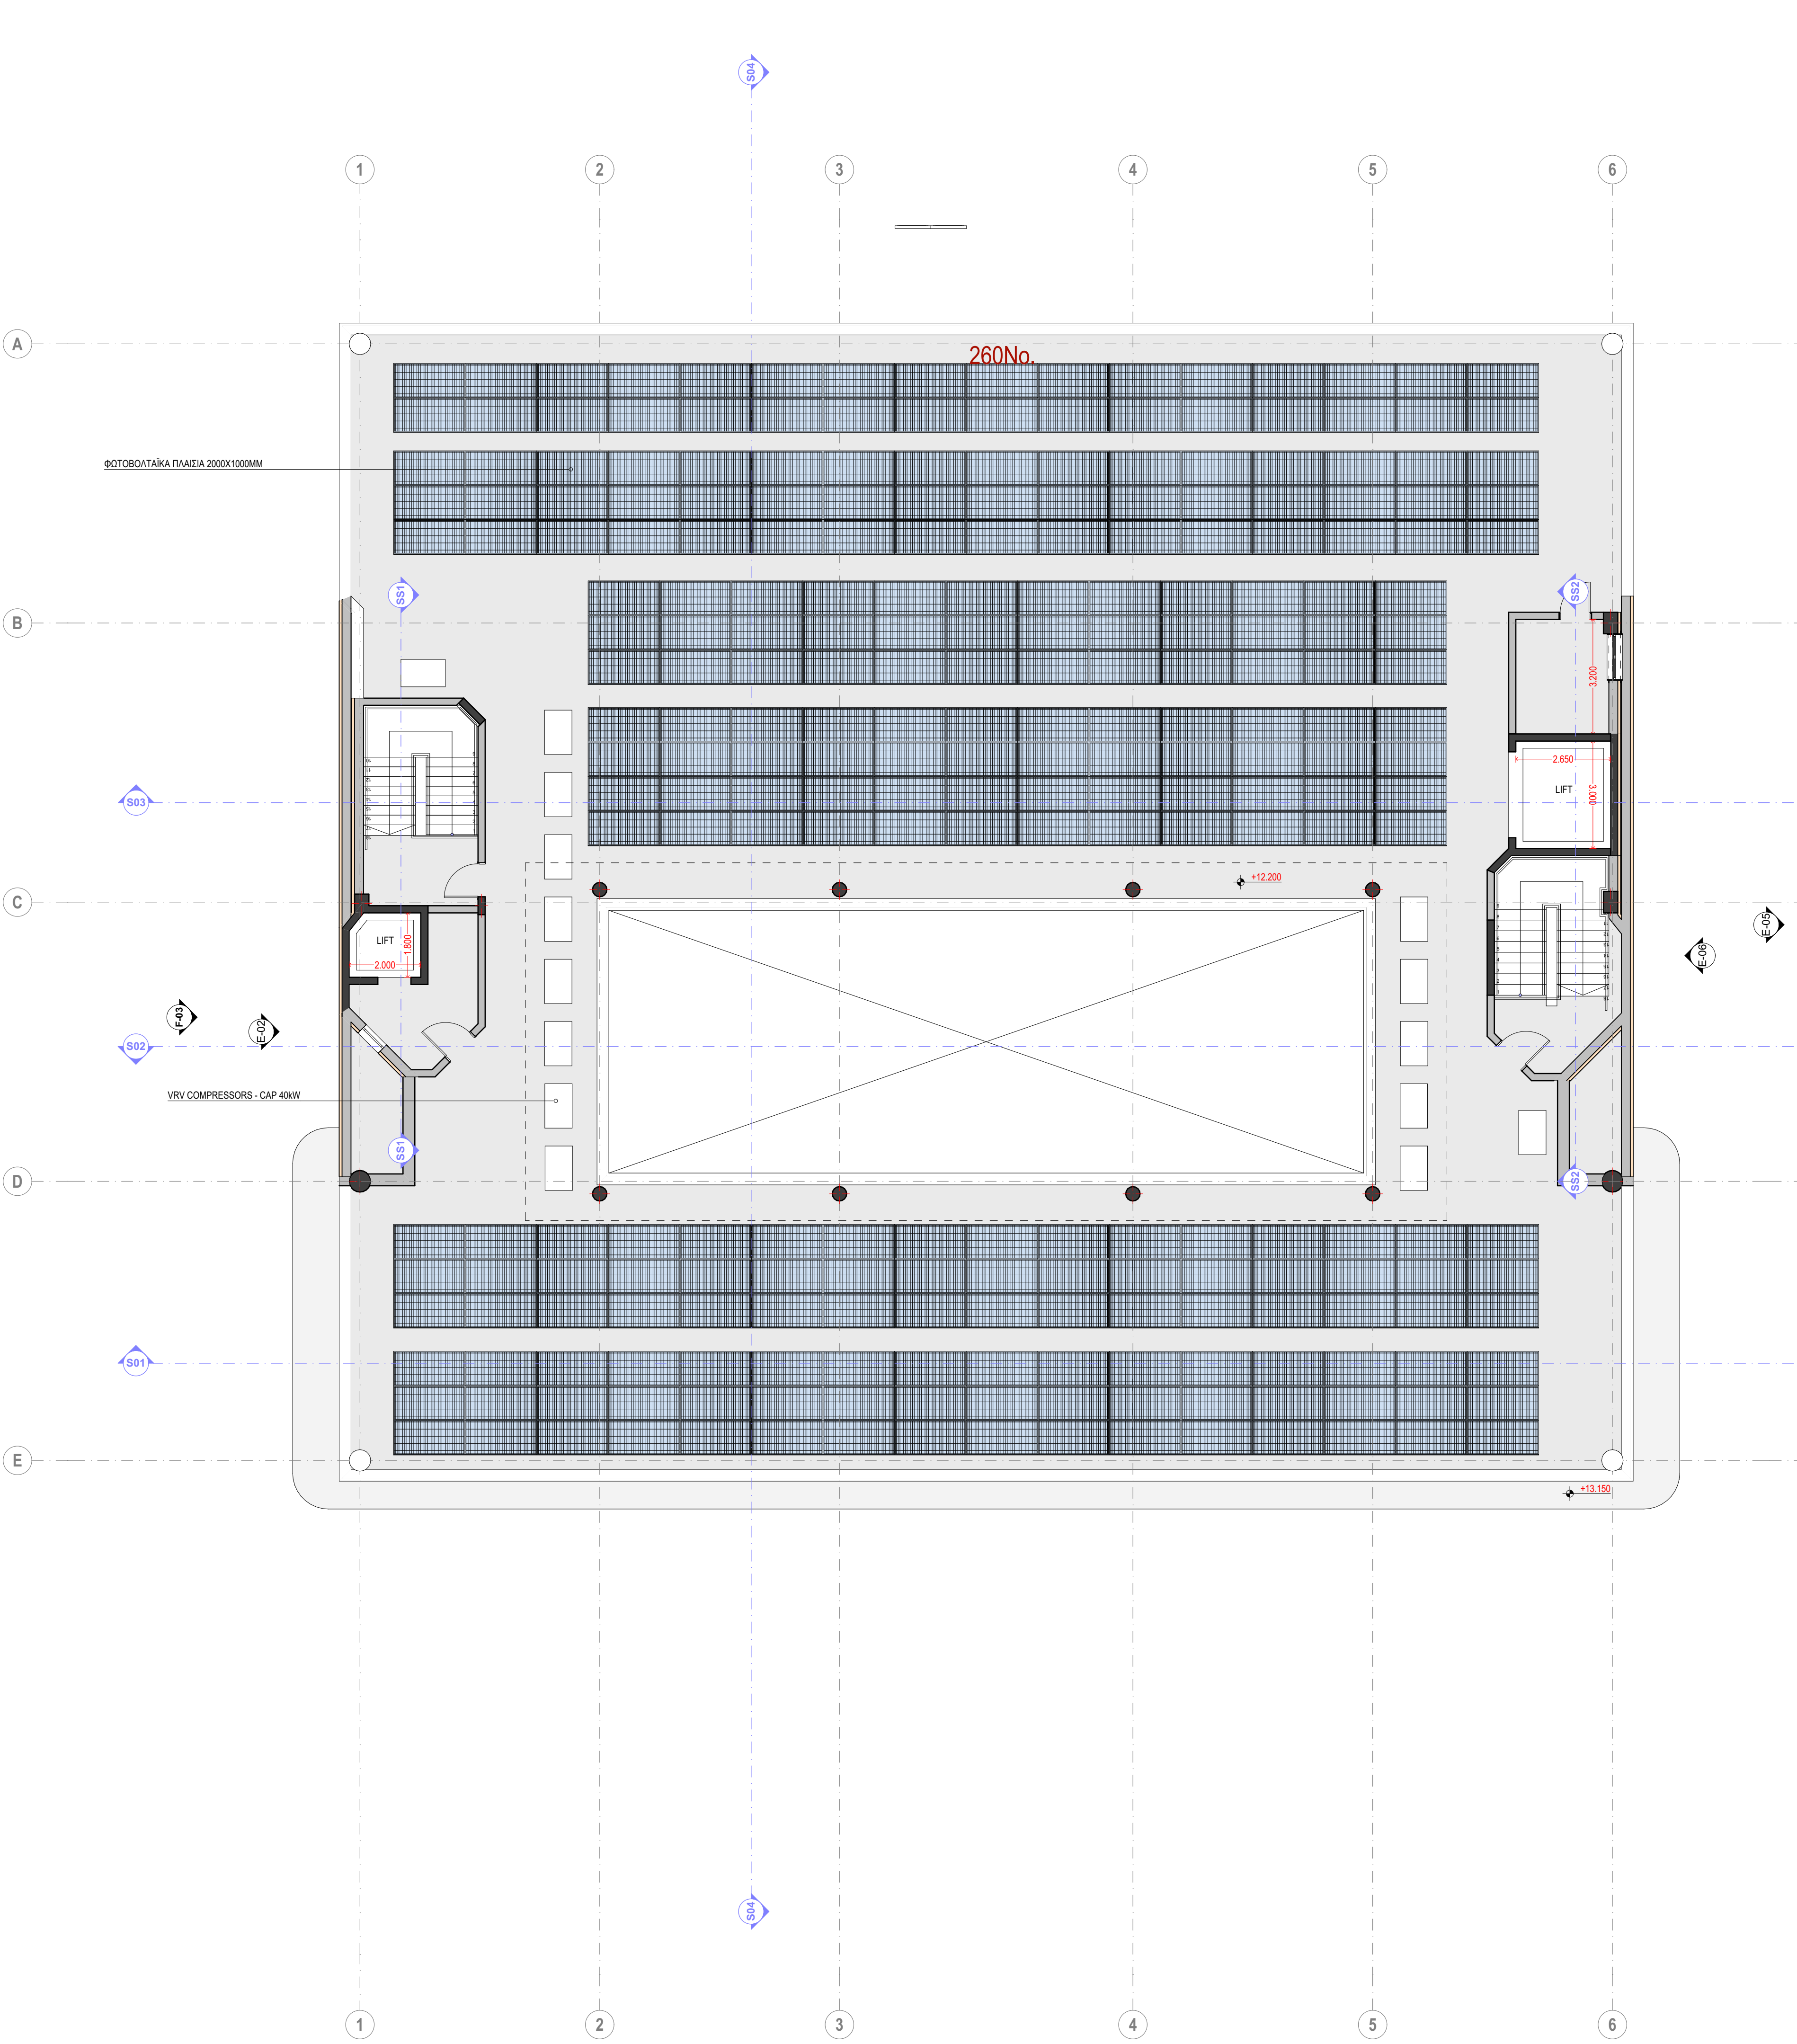 S04
1 2 3 4 5 6
A
260No.
ΦΩΤΟΒΟΛΤΑΪΚΑ ΠΛΑΙΣΙΑ 2000X1000MM
SS1
SS2
B
3.200
2.650
LIFT
3.000
S03
+12.200
C
LIFT
1.800
2.000
E-05
E-06
F-03
E-02
S02
VRV COMPRESSORS - CAP 40kW
SS1
D
SS2
S01
E
+13.150
S04
1 2 3 4 5 6